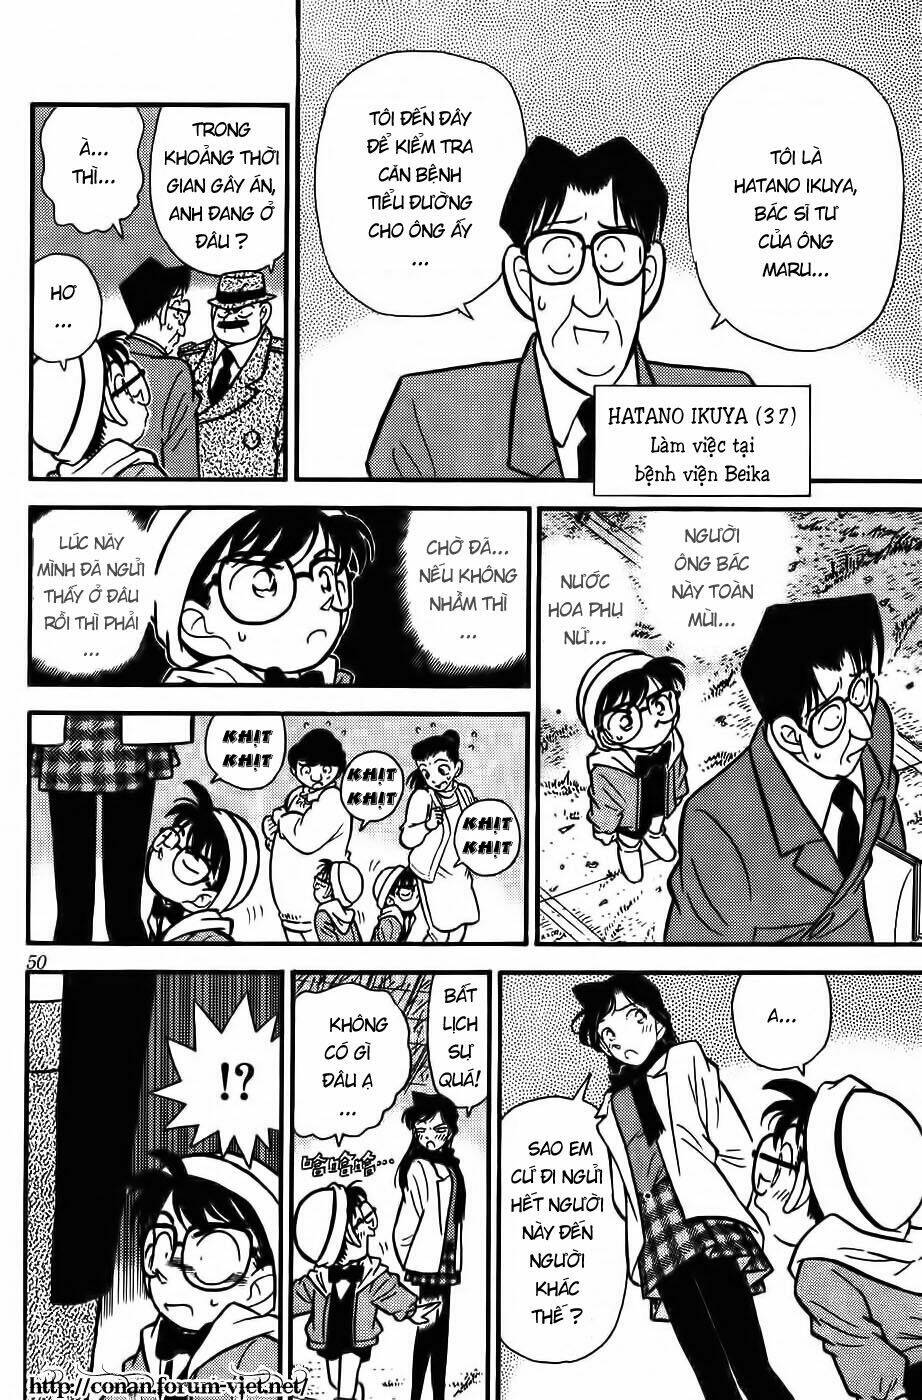 TÔI LÀ
HATANO IKUYA,
BÁC SĨ TƯ
CỦA ÔNG
MARU...
TÔI ĐẾN ĐÂY
ĐỂ KIỂM TRA
CĂN BỆNH
TIỂU ĐƯỜNG
CHO ÔNG ẤY
...
HATANO IKUYA (37)
Làm việc tại
bệnh viện Beika
TRONG
KHOẢNG THỜI
GIAN GÂY ÁN,
ANH ĐANG Ở
ĐÂU ?
À...
THÌ...
HƠ
...
NGƯỜI
ÔNG BÁC
NÀY TOÀN
MÙI...
NƯỚC
HOA PHỤ
NỮ...
CHỜ ĐÃ...
NẾU KHÔNG
NHẦM THÌ
...
LÚC NÀY
MÌNH ĐÃ NGỬI
THẤY Ở ĐÂU
RỒI THÌ PHẢI
...
KHỊT
KHỊT
KHỊT
KHỊT
KHỊT
KHỊT
50
A...
SAO EM
CỨ ĐI NGỬI
HẾT NGƯỜI
NÀY ĐẾN
NGƯỜI
KHÁC
THẾ ?
BẤT
LỊCH
SỰ
QUÁ!
KHÔNG
CÓ GÌ
ĐÂU Ạ
...
哈哈哈...
!?
http://conan.forum-viet.net/